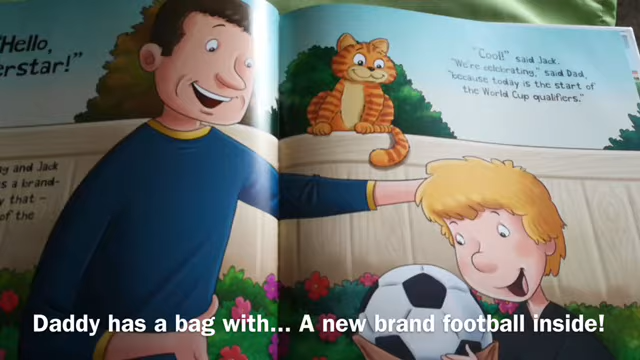 "Hello,
erstar!"
"Cool!" said Jack.
"We're celebrating," said Dad,
"because today is the start of
the World Cup qualifiers."
and Jack
s a brand-
y that –
of the
Daddy has a bag with... A new brand football inside!